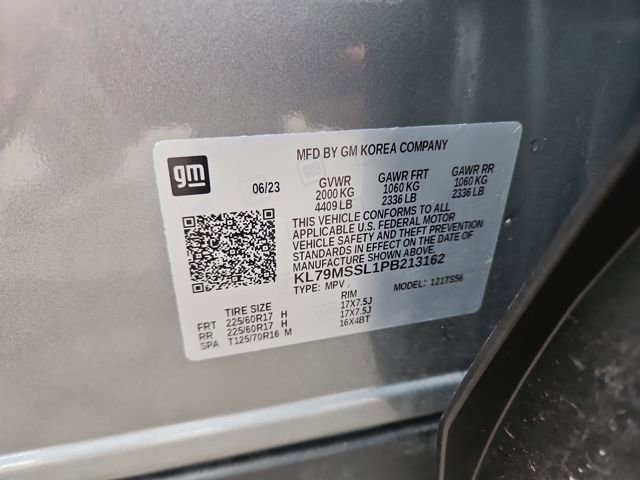 MFD BY GM KOREA COMPANY
gm
06/23
GVWR GAWR FRT GAWR RR
2000 KG 1060 KG 1060 KG
4409 LB 2336 LB 2336 LB
THIS VEHICLE CONFORMS TO ALL
APPLICABLE U.S. FEDERAL MOTOR
VEHICLE SAFETY AND THEFT PREVENTION
STANDARDS IN EFFECT ON THE DATE OF
MANUFACTURE SHOWN ABOVE.
KL79MSSL1PB213162
TYPE: MPV MODEL: 121TS56
TIRE SIZE RIM
FRT 225/60R17 H 17X7.5J
RR 225/60R17 H 17X7.5J
SPA T125/70R16 M 16X4BT